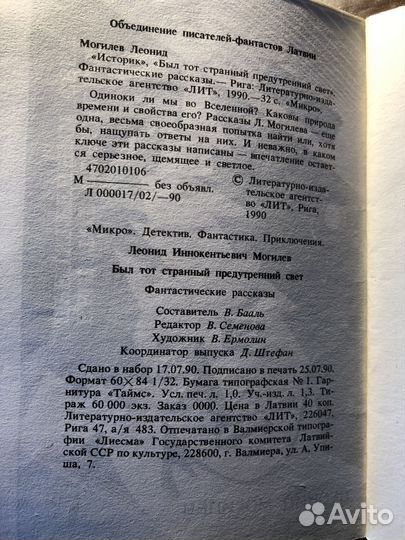 Объединение писателей-фантастов Латвии
Могилев Леонид
«Историк», «Был тот странный предутренний свет».
Фантастические рассказы.— Рига: Литературно-изда-
тельское агентство «ЛИТ», 1990.—32 с. «Микро».
Одиноки ли мы во Вселенной? Каковы природа
времени и свойства его? Рассказы Л. Могилева — еще
одна, весьма своеобразная попытка найти или, хотя
бы, нащупать ответы на них. И неважно, в каком
ключе эти рассказы написаны — впечатление остает-
ся серьезное, щемящее и светлое.
4702010106
М———— без объявл.
Л 000017/02/—90
© Литературно-изда-
тельское агентст-
во «ЛИТ», Рига,
1990
«Микро». Детектив. Фантастика. Приключения.
Леонид Иннокентьевич Могилев
Был тот странный предутренний свет
Фантастические рассказы
Составитель В. Бааль
Редактор В. Семенова
Художник В. Ермолин
Координатор выпуска Д. Штефан
Сдано в набор 17.07.90. Подписано в печать 25.07.90.
Формат 60×84 1/32. Бумага типографская № 1. Гар-
нитура «Таймс». Усл. печ. л. 1,0. Уч.-изд. л. 1,3. Ти-
раж 60 000 экз. Заказ 0000. Цена в Латвии 40 коп.
Литературно-издательское агентство «ЛИТ», 226047,
Рига 47, а/я 483. Отпечатано в Валмиерской типогра-
фии «Лиесма» Государственного комитета Латвий-
ской ССР по культуре, 228600, г. Валмиера, ул. А. Упи-
ша, 7.
Avito